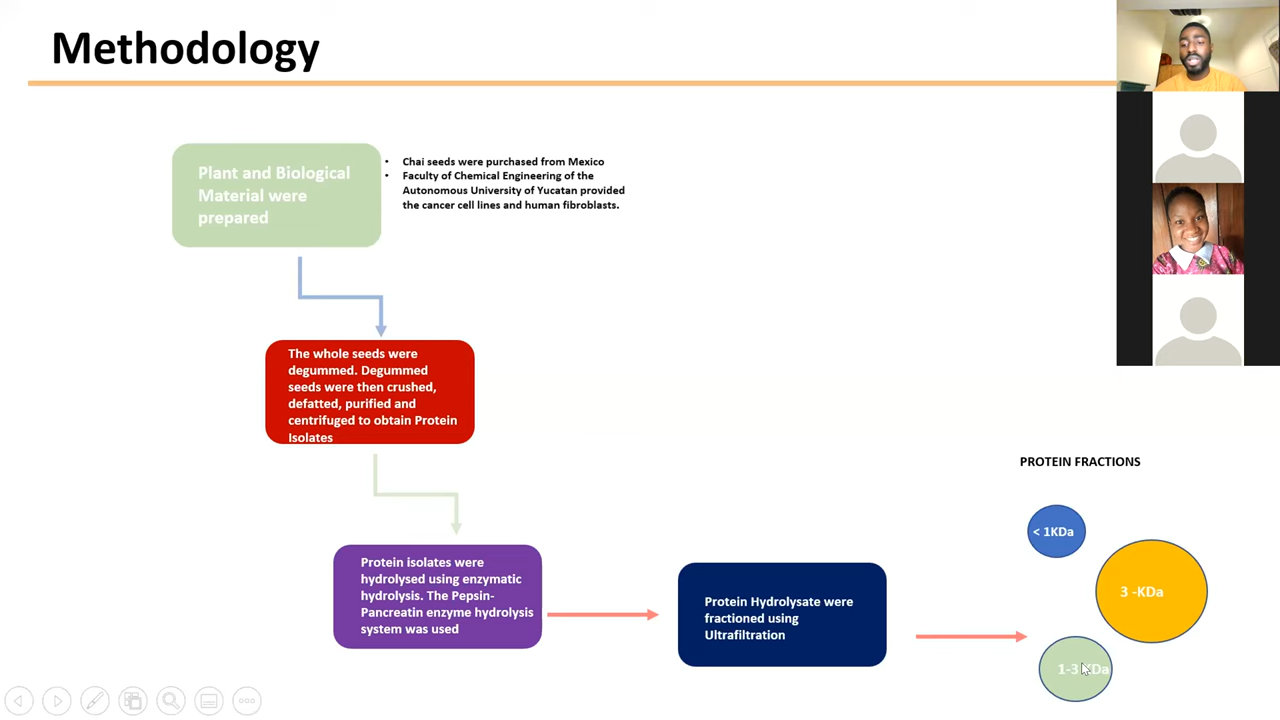 Methodology
Plant and Biological
Material were
prepared
• Chai seeds were purchased from Mexico
• Faculty of Chemical Engineering of the
Autonomous University of Yucatan provided
the cancer cell lines and human fibroblasts.
The whole seeds were
degummed. Degummed
seeds were then crushed,
defatted, purified and
centrifuged to obtain Protein
Isolates
Protein isolates were
hydrolysed using enzymatic
hydrolysis. The Pepsin-
Pancreatin enzyme hydrolysis
system was used
Protein Hydrolysate were
fractioned using
Ultrafiltration
PROTEIN FRACTIONS
< 1KDa
3 -KDa
1-3 KDa